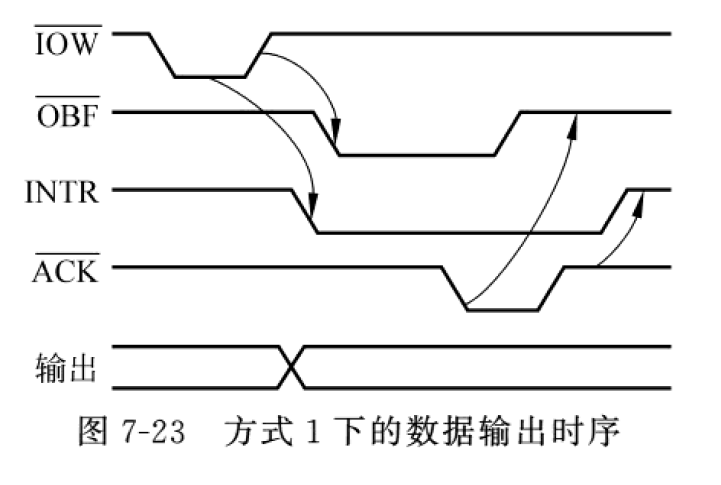 IOW
OBF
INTR
ACK
输出
图 7-23 方式 1 下的数据输出时序